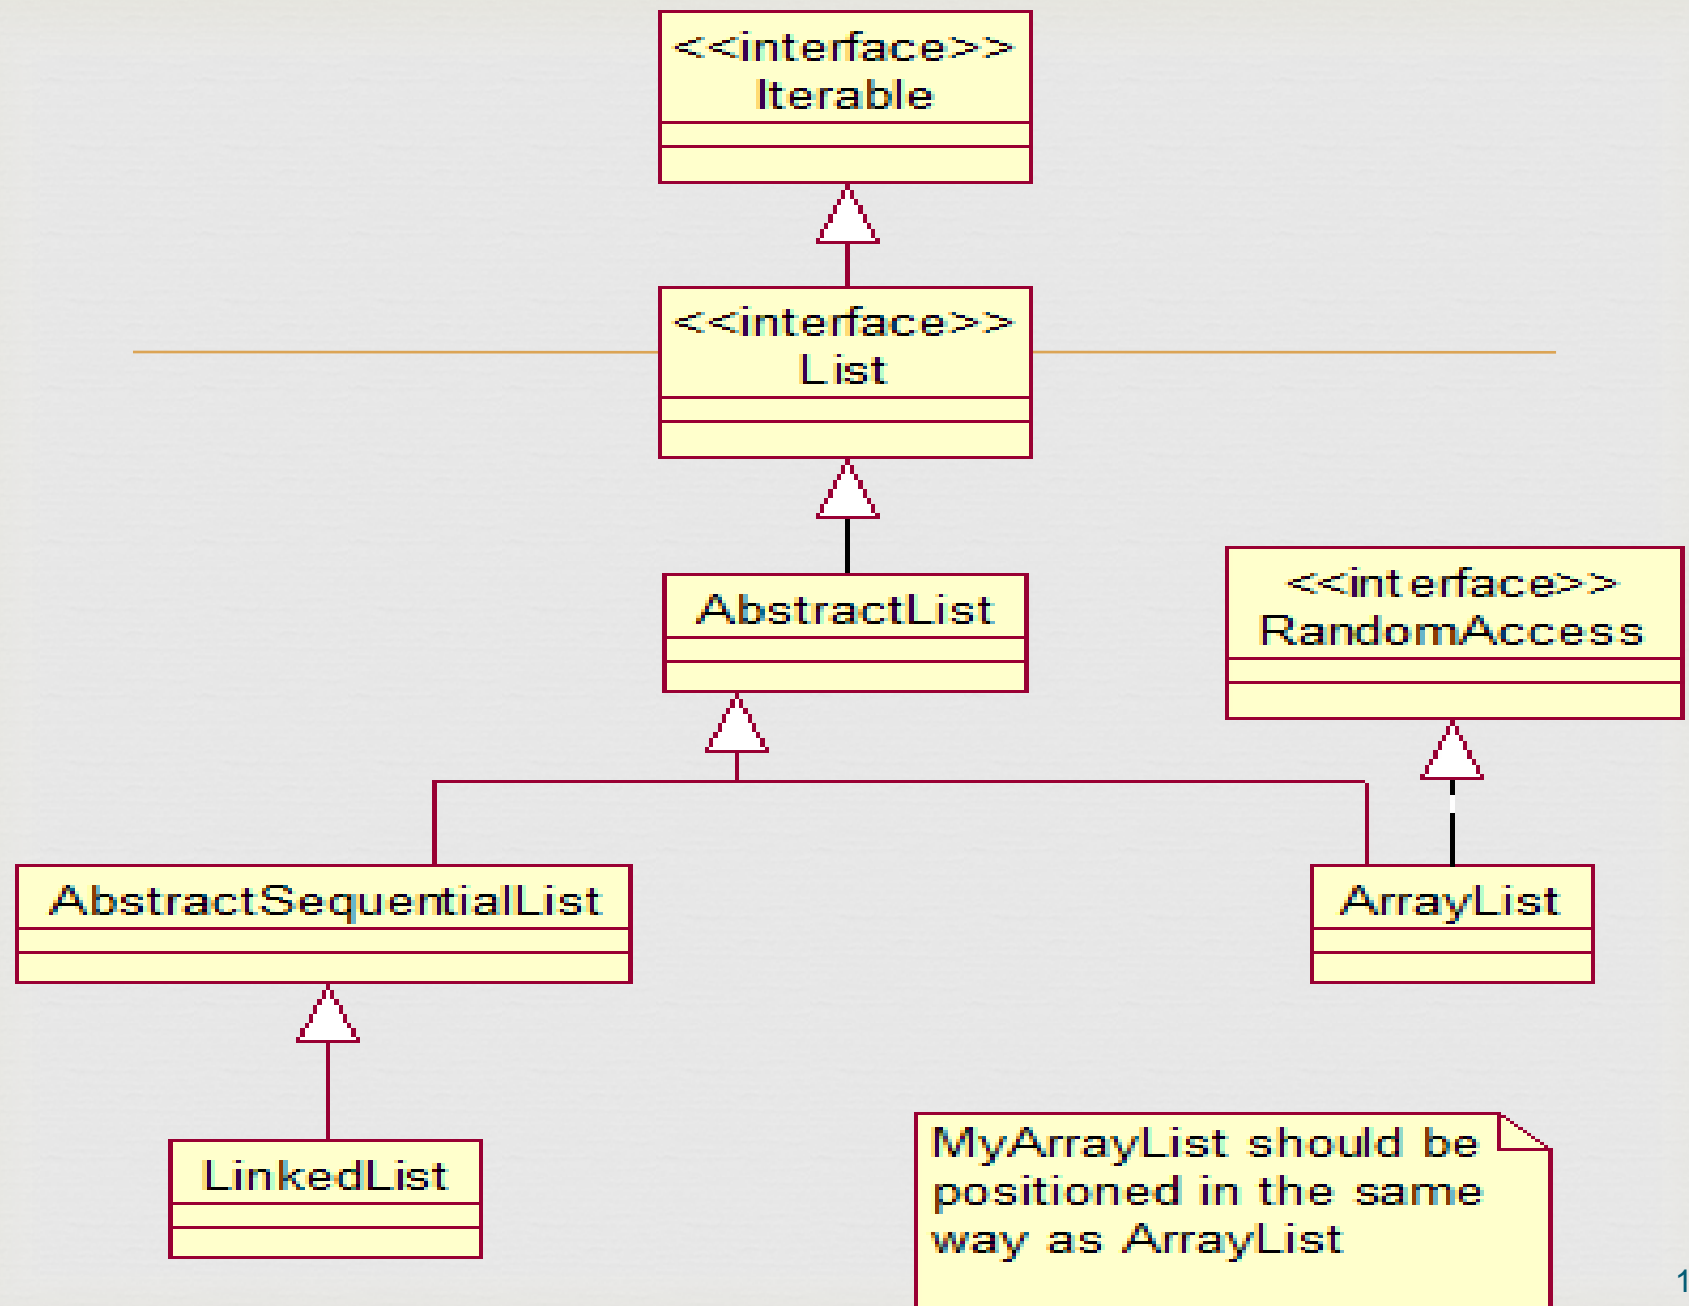 <<interface>>
Iterable
<<interface>>
List
AbstractList
<<interface>>
RandomAccess
AbstractSequentialList
ArrayList
LinkedList
MyArrayList should be
positioned in the same
way as ArrayList
1